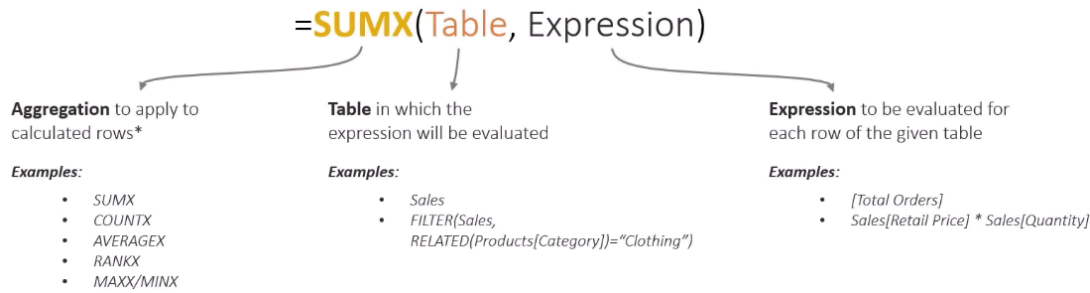 =SUMX(Table, Expression)
Aggregation to apply to
calculated rows*
Examples:
• SUMX
• COUNTX
• AVERAGEX
• RANKX
• MAXX/MINX
Table in which the
expression will be evaluated
Examples:
• Sales
• FILTER(Sales,
RELATED(Products[Category])=“Clothing”)
Expression to be evaluated for
each row of the given table
Examples:
• [Total Orders]
• Sales[Retail Price] * Sales[Quantity]